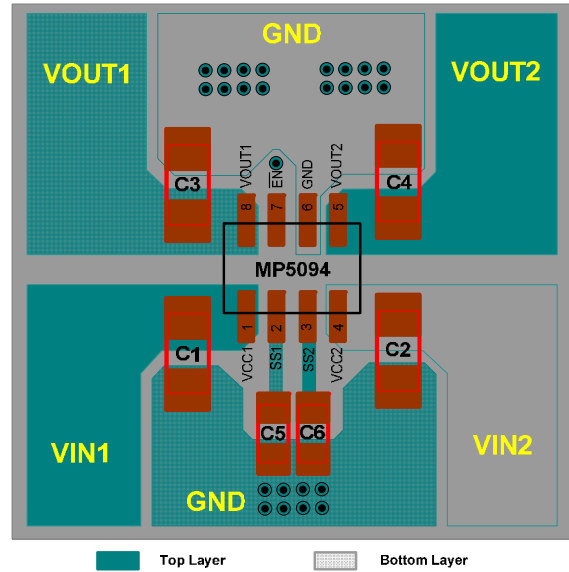 GND
VOUT1
VOUT2
C3
C4
VOUT1
E̅N̅
GND
VOUT2
8
7
6
5
MP5094
1
2
3
4
C1
C2
VCC1
SS1
SS2
VCC2
C5
C6
VIN1
VIN2
GND
Top Layer
Bottom Layer